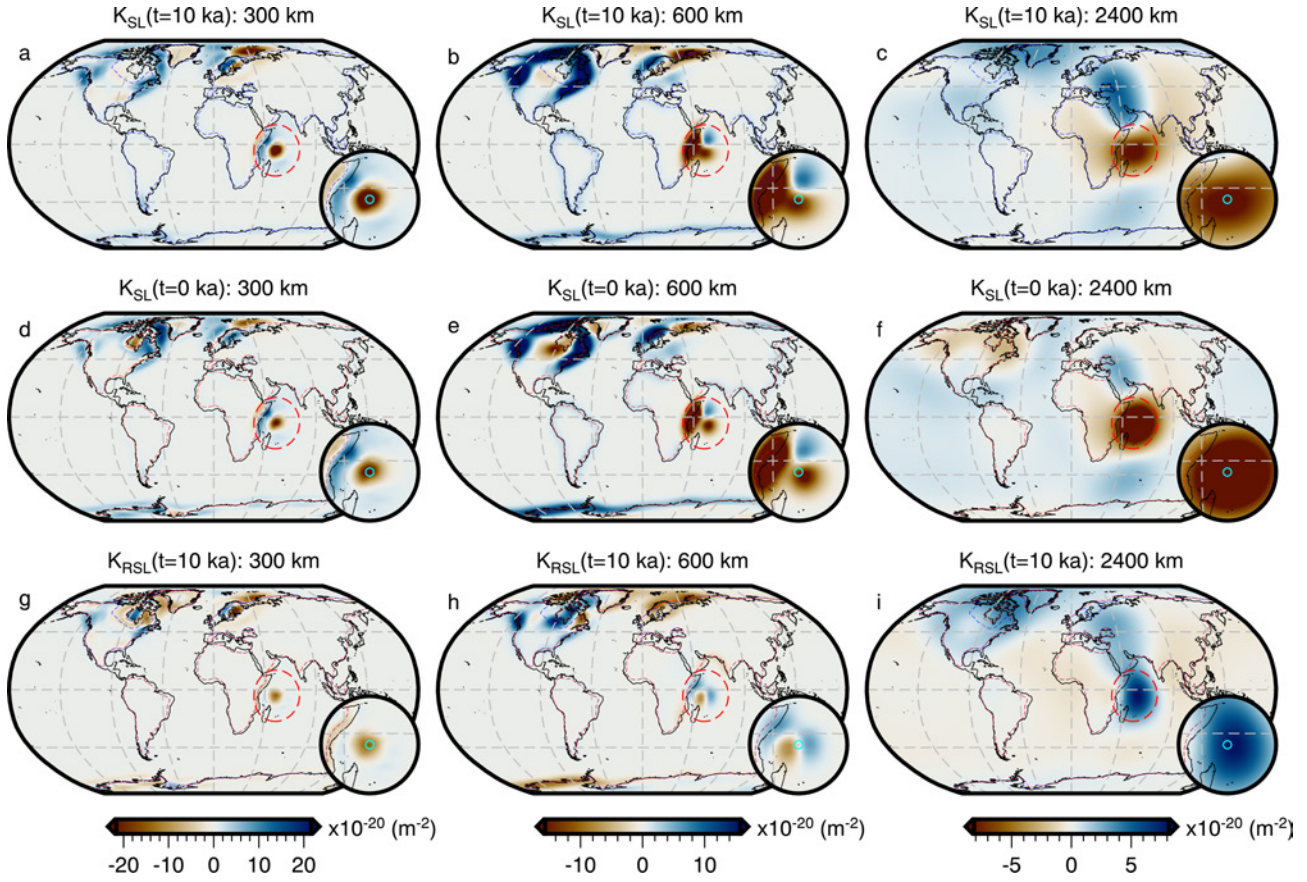 K_SL(t=10 ka): 300 km
K_SL(t=10 ka): 600 km
K_SL(t=10 ka): 2400 km
a
b
c
K_SL(t=0 ka): 300 km
K_SL(t=0 ka): 600 km
K_SL(t=0 ka): 2400 km
d
e
f
K_RSL(t=10 ka): 300 km
K_RSL(t=10 ka): 600 km
K_RSL(t=10 ka): 2400 km
g
h
i
x10^-20 (m^-2)
x10^-20 (m^-2)
x10^-20 (m^-2)
-20 -10 0 10 20
-10 0 10
-5 0 5